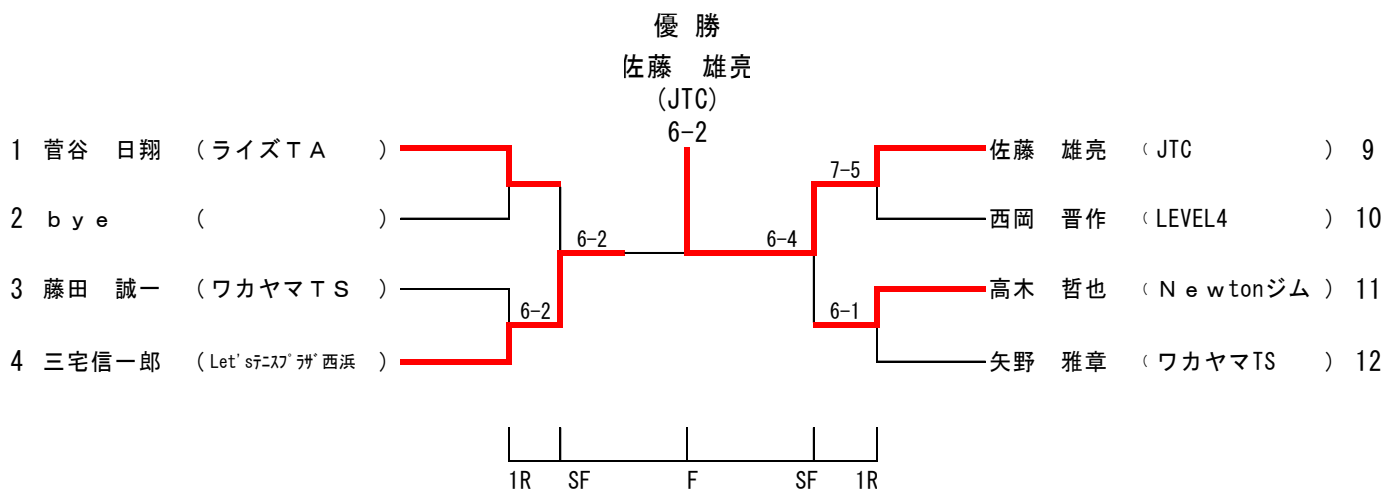 優 勝
佐藤 雄亮
(JTC)
6-2
1 菅谷 日翔 (ライズＴＡ )
2 ｂｙｅ ( )
3 藤田 誠一 (ワカヤマＴＳ )
4 三宅信一郎 (Let'sﾃﾆｽﾌﾟﾗｻﾞ西浜 )
6-2
6-2
7-5
6-4
6-1
佐藤 雄亮 ( JTC ) 9
西岡 晋作 ( LEVEL4 ) 10
高木 哲也 ( Ｎｅｗtonジム ) 11
矢野 雅章 ( ワカヤマTS ) 12
1R SF F SF 1R